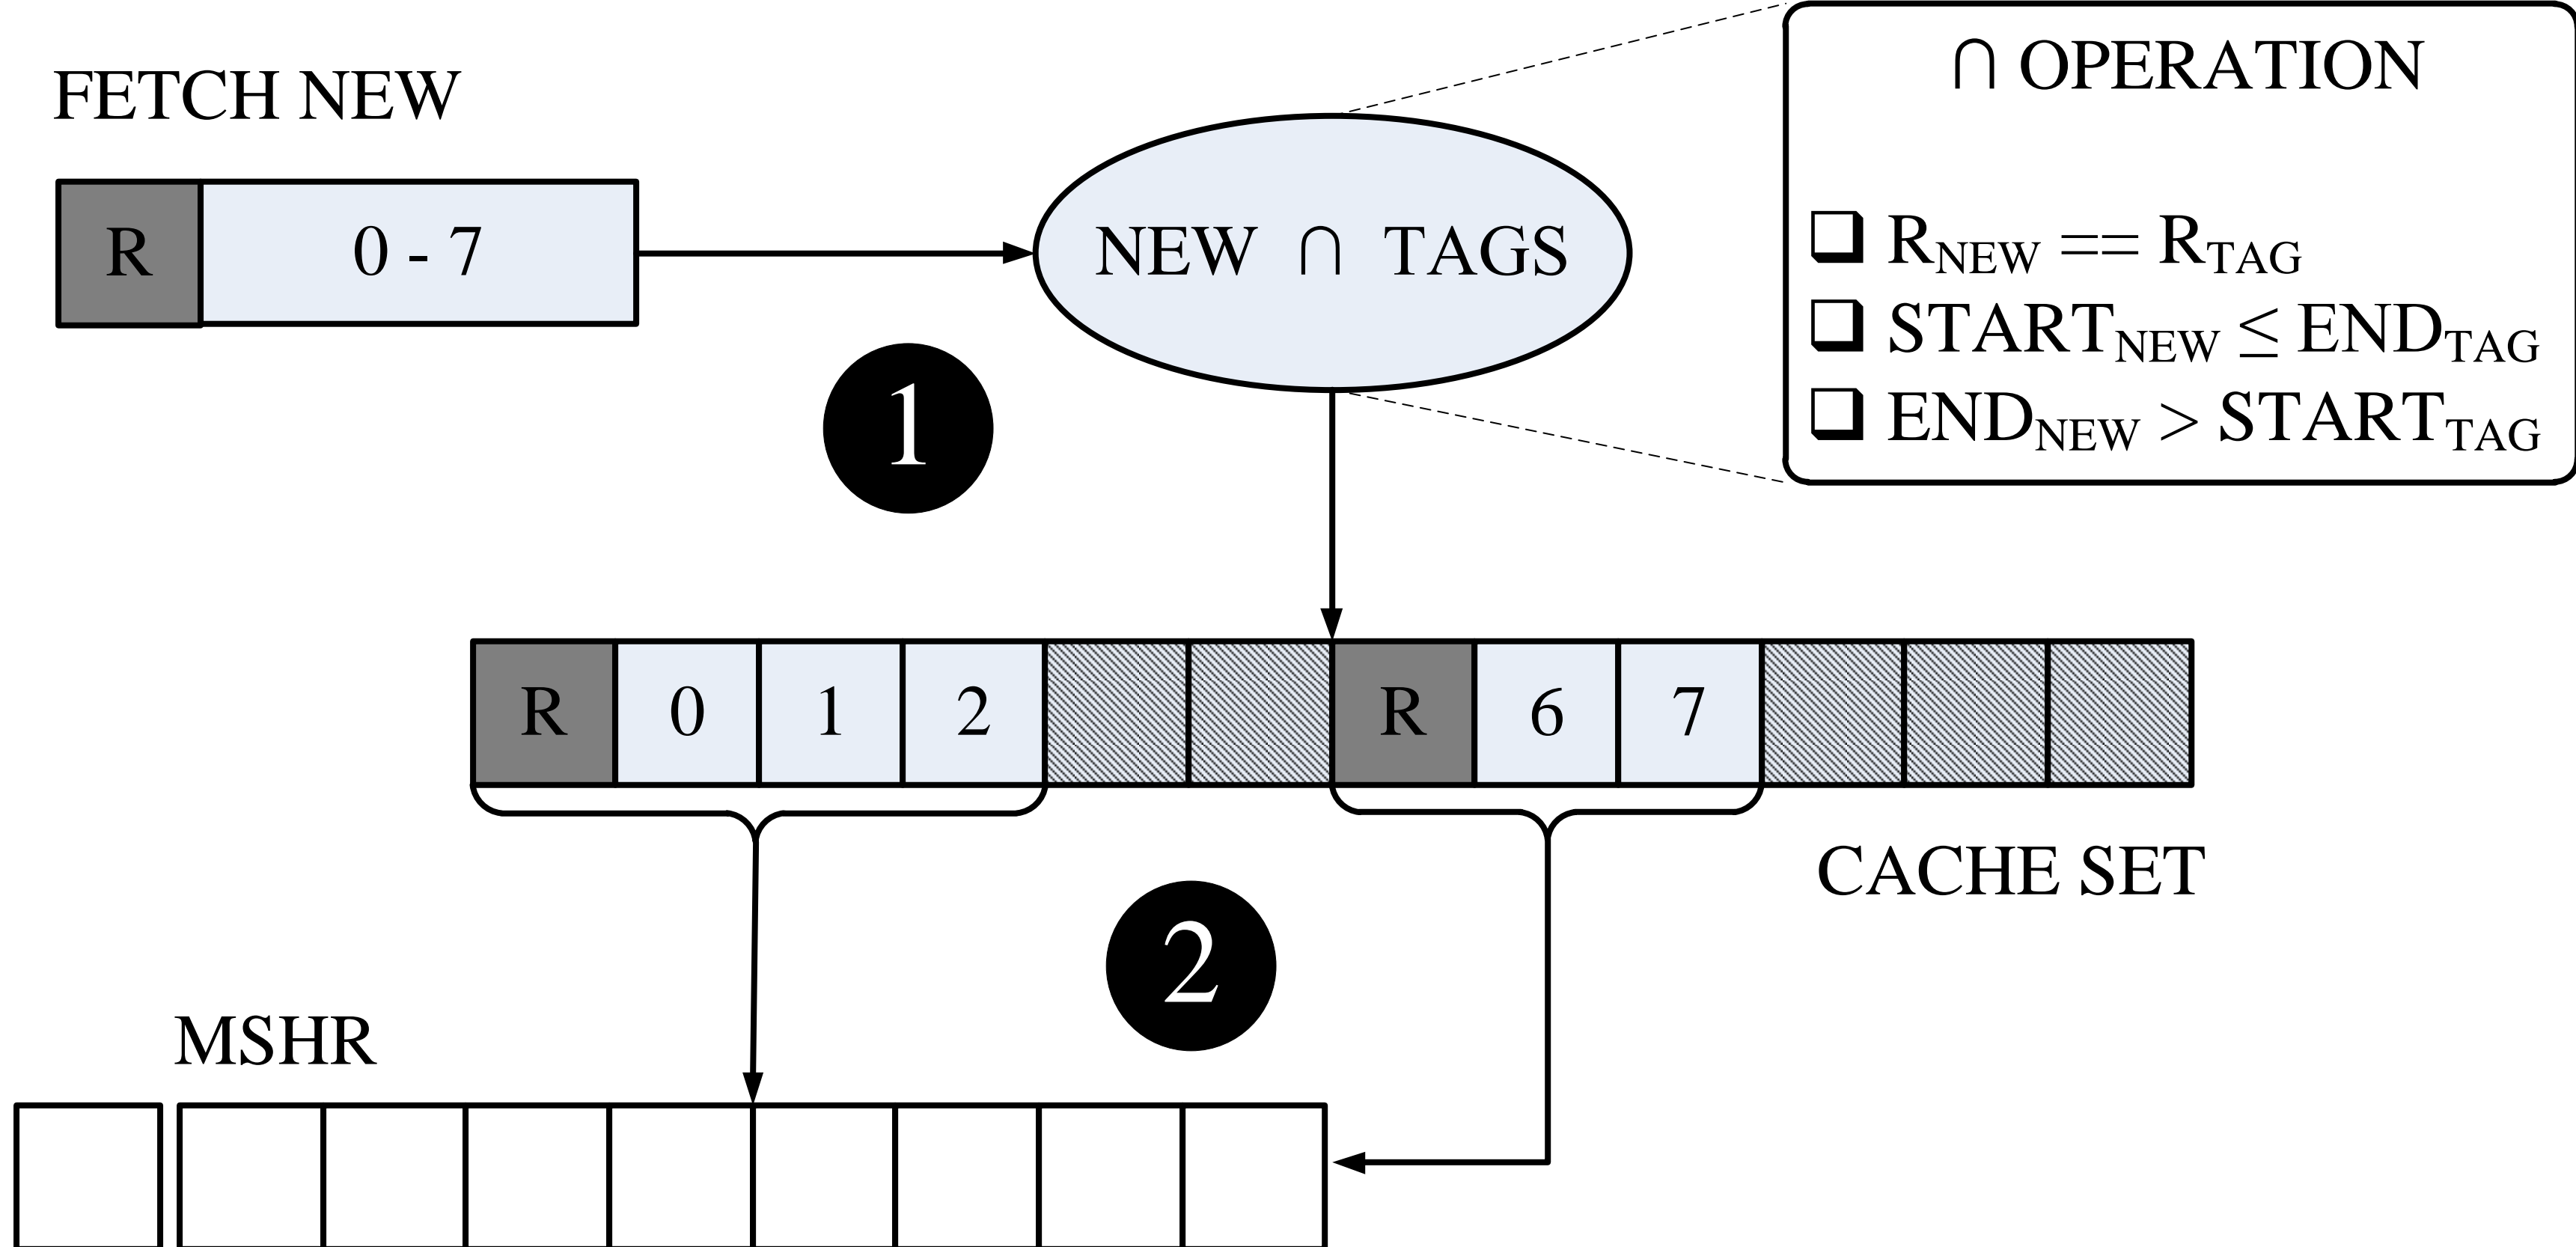 FETCH NEW
R 0 - 7
NEW ∩ TAGS
∩ OPERATION
❑ R_NEW == R_TAG
❑ START_NEW ≤ END_TAG
❑ END_NEW > START_TAG
1
R 0 1 2 R 6 7
CACHE SET
2
MSHR